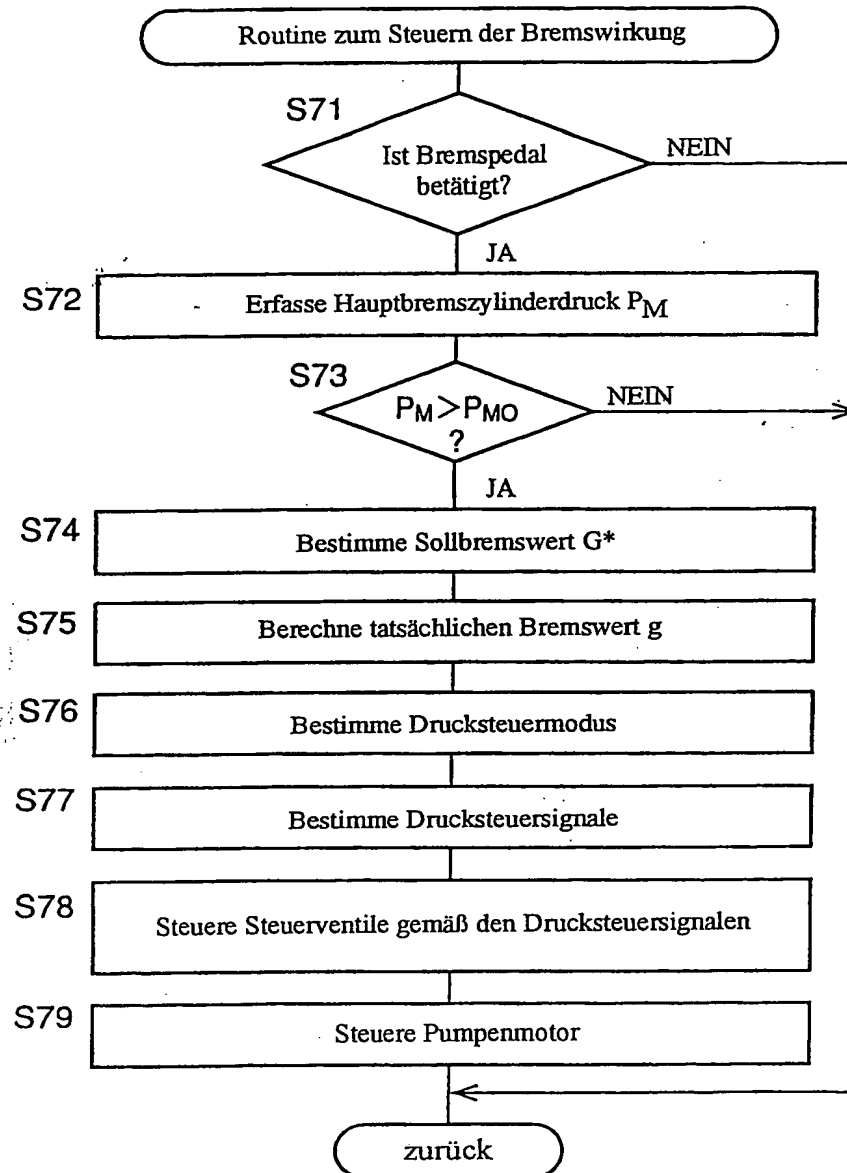 Routine zum Steuern der Bremswirkung
S71
Ist Bremspedal
betätigt?
NEIN
JA
S72
Erfasse Hauptbremszylinderdruck PM
S73
PM>PMO
?
NEIN
JA
S74
Bestimme Sollbremswert G*
S75
Berechne tatsächlichen Bremswert g
S76
Bestimme Drucksteuermodus
S77
Bestimme Drucksteuersignale
S78
Steuere Steuerventile gemäß den Drucksteuersignalen
S79
Steuere Pumpenmotor
zurück